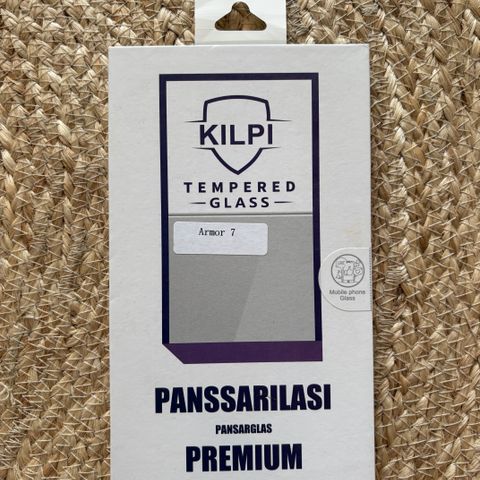 KILPI
TEMPERED
GLASS
Armor 7
Mobile phone
Glass
PANSSARILASI
PANSARGLAS
PREMIUM